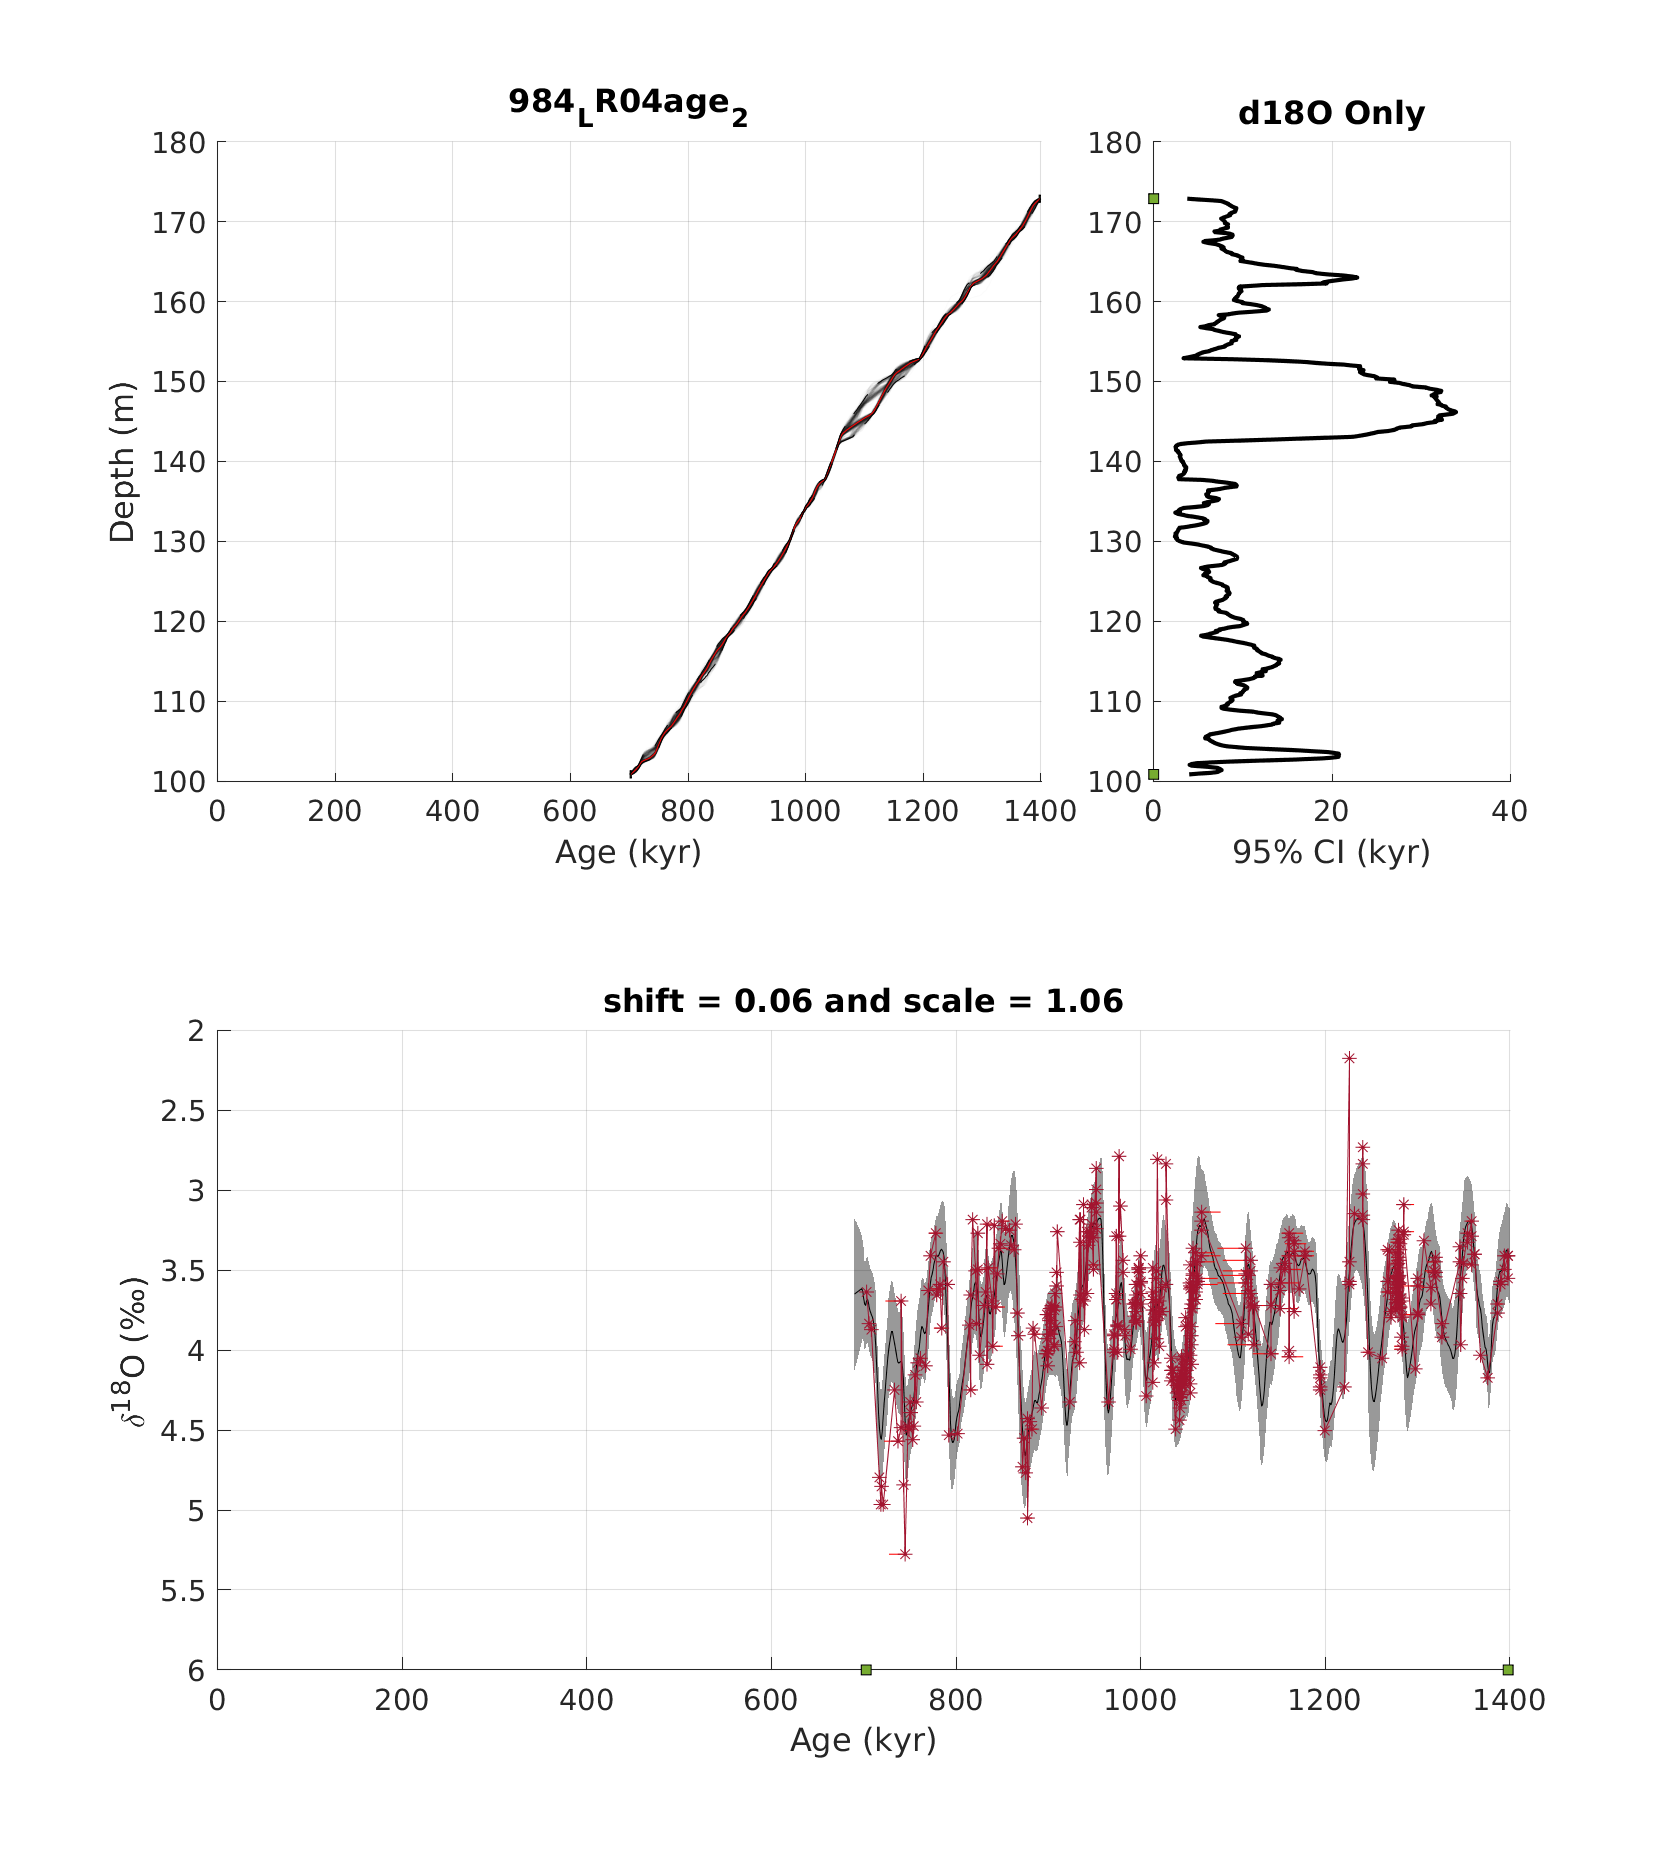 984LR04age2
d18O Only
180
170
160
150
140
130
120
110
100
Depth (m)
0 200 400 600 800 1000 1200 1400
Age (kyr)
180
170
160
150
140
130
120
110
100
0 20 40
95% CI (kyr)
shift = 0.06 and scale = 1.06
2
2.5
3
3.5
4
4.5
5
5.5
6
δ18O (‰)
0 200 400 600 800 1000 1200 1400
Age (kyr)